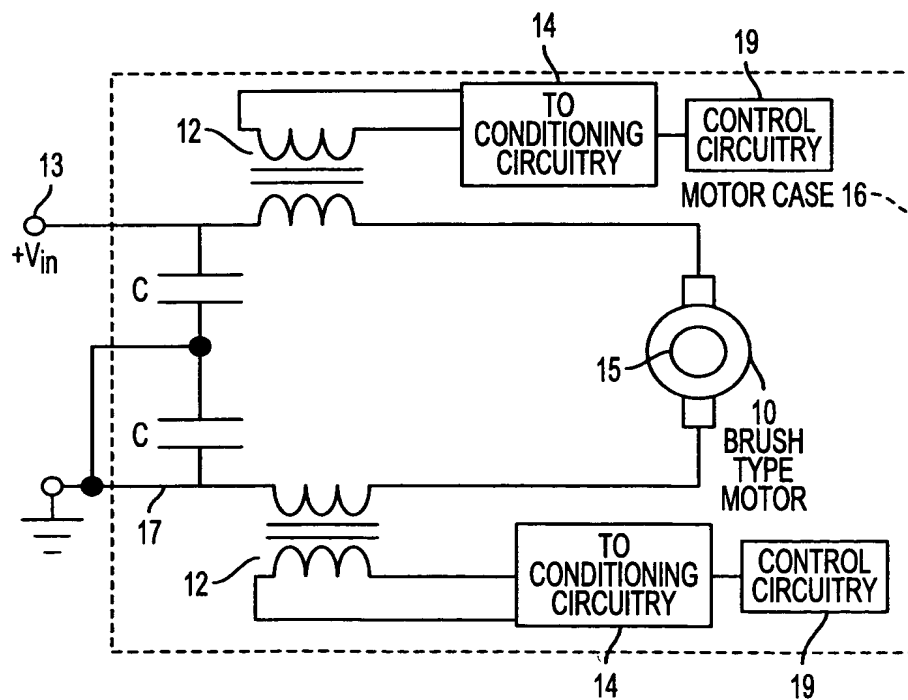 14
19
12
TO
CONDITIONING
CIRCUITRY
CONTROL
CIRCUITRY
13
MOTOR CASE 16
+Vin
C
15
10
BRUSH
TYPE
MOTOR
C
17
12
TO
CONDITIONING
CIRCUITRY
CONTROL
CIRCUITRY
14
19